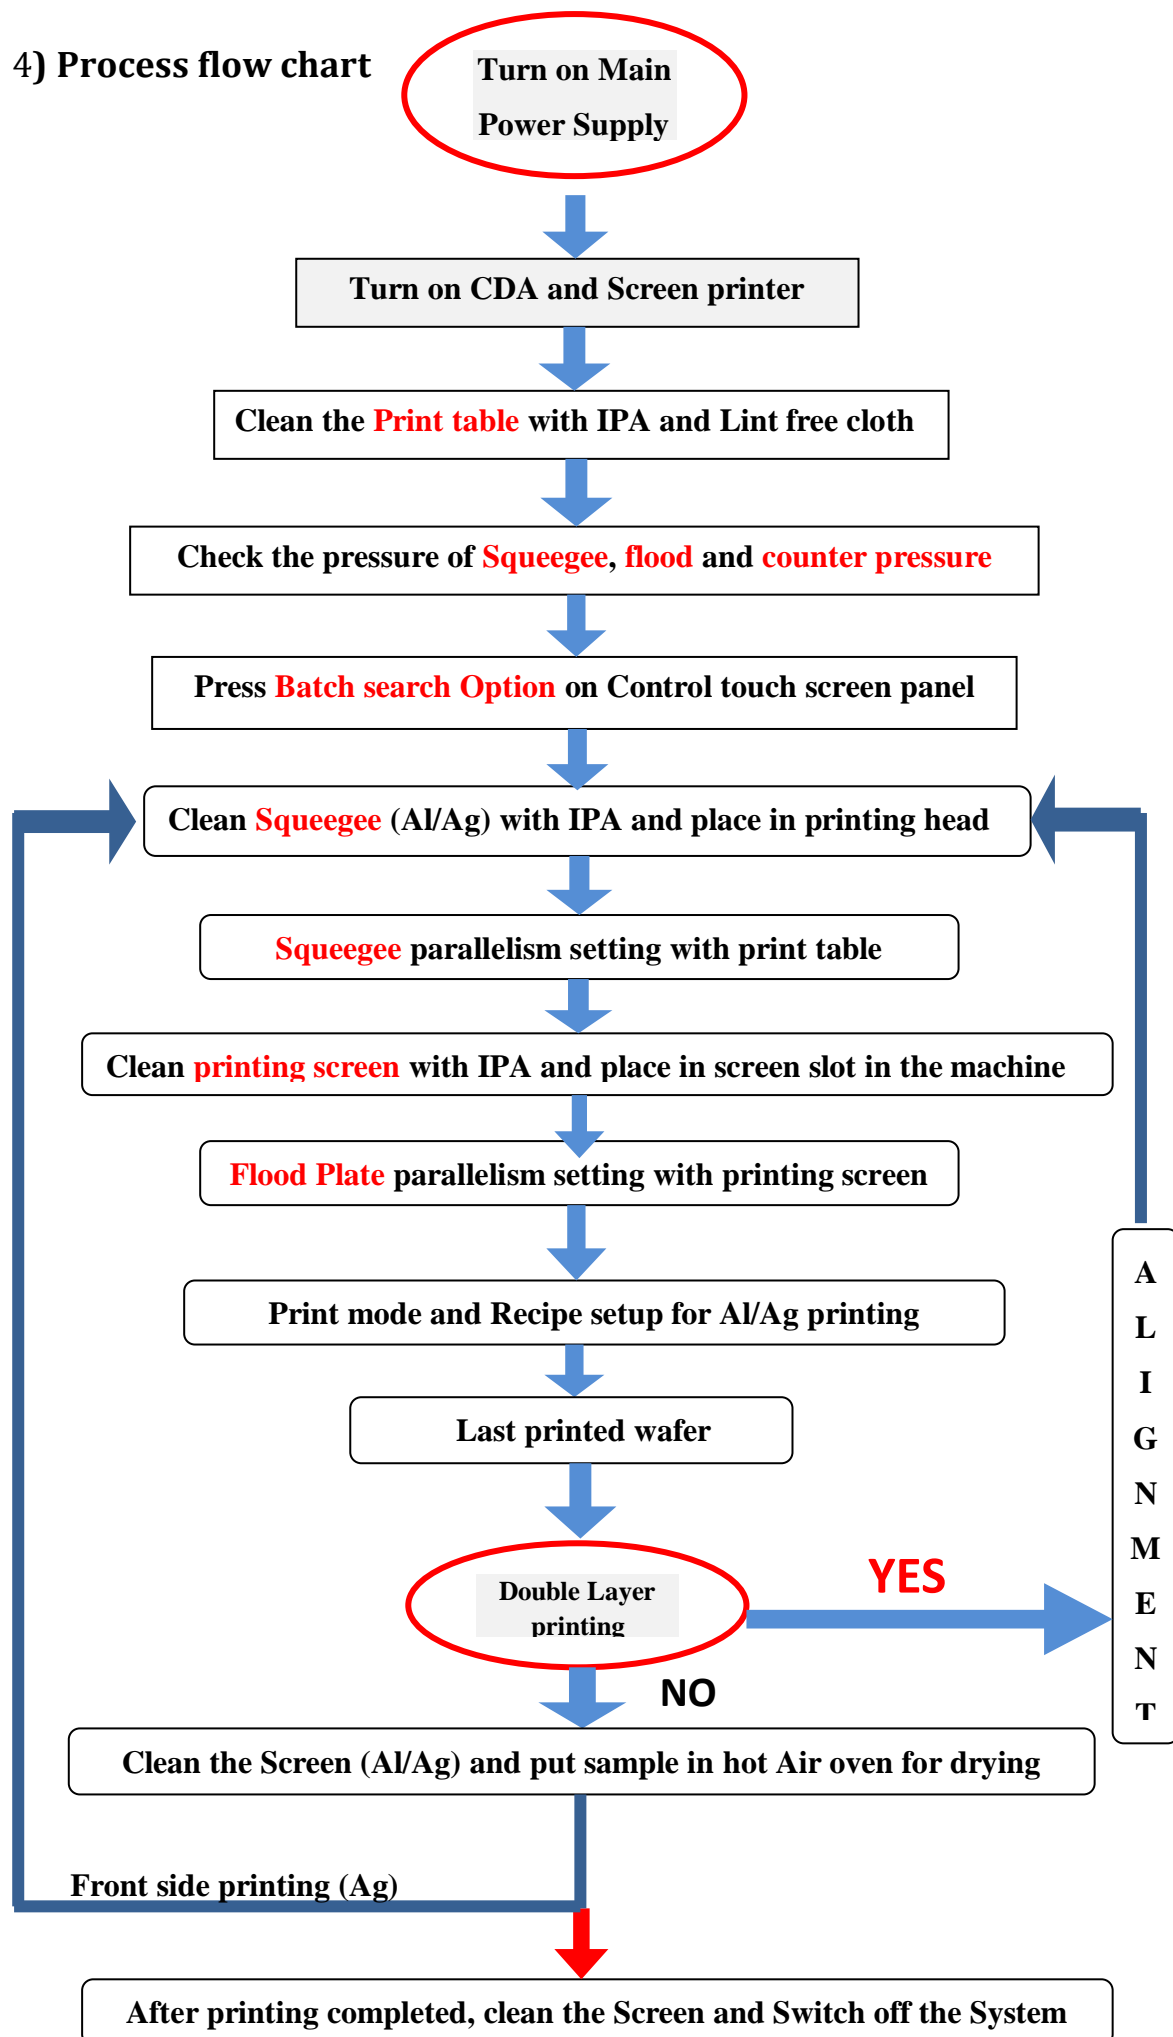 4) Process flow chart
Turn on Main
Power Supply
Turn on CDA and Screen printer
Clean the Print table with IPA and Lint free cloth
Check the pressure of Squeegee, flood and counter pressure
Press Batch search Option on Control touch screen panel
Clean Squeegee (Al/Ag) with IPA and place in printing head
Squeegee parallelism setting with print table
Clean printing screen with IPA and place in screen slot in the machine
Flood Plate parallelism setting with printing screen
Print mode and Recipe setup for Al/Ag printing
Last printed wafer
Double Layer
printing
YES
A
L
I
G
N
M
E
N
T
NO
Clean the Screen (Al/Ag) and put sample in hot Air oven for drying
Front side printing (Ag)
After printing completed, clean the Screen and Switch off the System